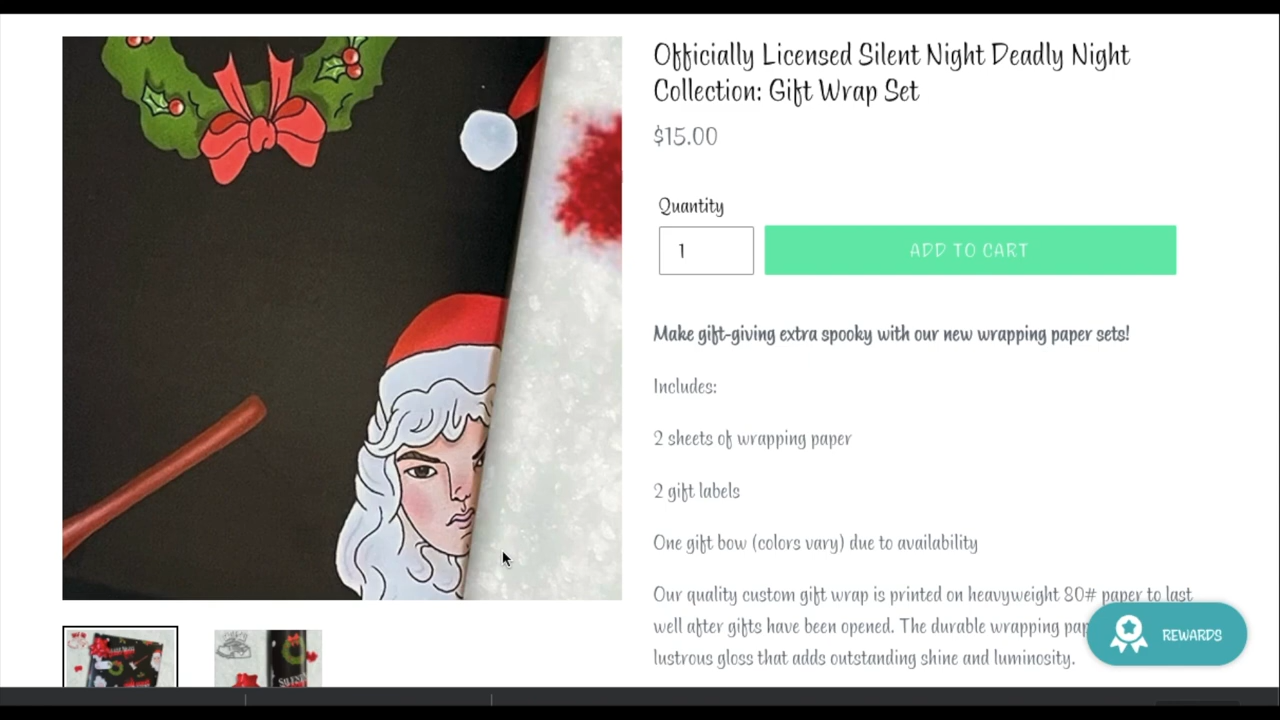 Officially Licensed Silent Night Deadly Night
Collection: Gift Wrap Set
$15.00
Quantity
1
ADD TO CART
Make gift-giving extra spooky with our new wrapping paper sets!
Includes:
2 sheets of wrapping paper
2 gift labels
One gift bow (colors vary) due to availability
Our quality custom gift wrap is printed on heavyweight 80# paper to last
well after gifts have been opened. The durable wrapping
lustrous gloss that adds outstanding shine and luminosity.
REWARDS